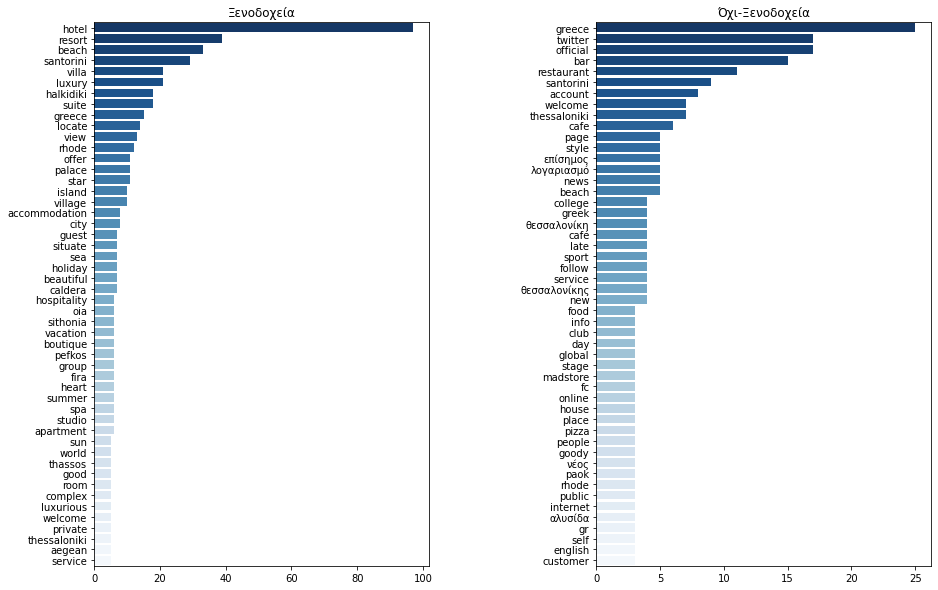 Ξενοδοχεία
hotel
resort
beach
santorini
villa
luxury
halkidiki
suite
greece
locate
view
rhode
offer
palace
star
island
village
accommodation
city
guest
situate
sea
holiday
beautiful
caldera
hospitality
oia
sithonia
vacation
boutique
pefkos
group
fira
heart
summer
spa
studio
apartment
sun
world
thassos
good
room
complex
luxurious
welcome
private
thessaloniki
aegean
service
0 20 40 60 80 100
Όχι-Ξενοδοχεία
greece
twitter
official
bar
restaurant
santorini
account
welcome
thessaloniki
cafe
page
style
επίσημος
λογαριασμό
news
beach
college
greek
θεσσαλονίκη
café
late
sport
follow
service
θεσσαλονίκης
new
food
info
club
day
global
stage
madstore
fc
online
house
place
pizza
people
goody
νέος
paok
rhode
public
internet
αλυσίδα
gr
self
english
customer
0 5 10 15 20 25